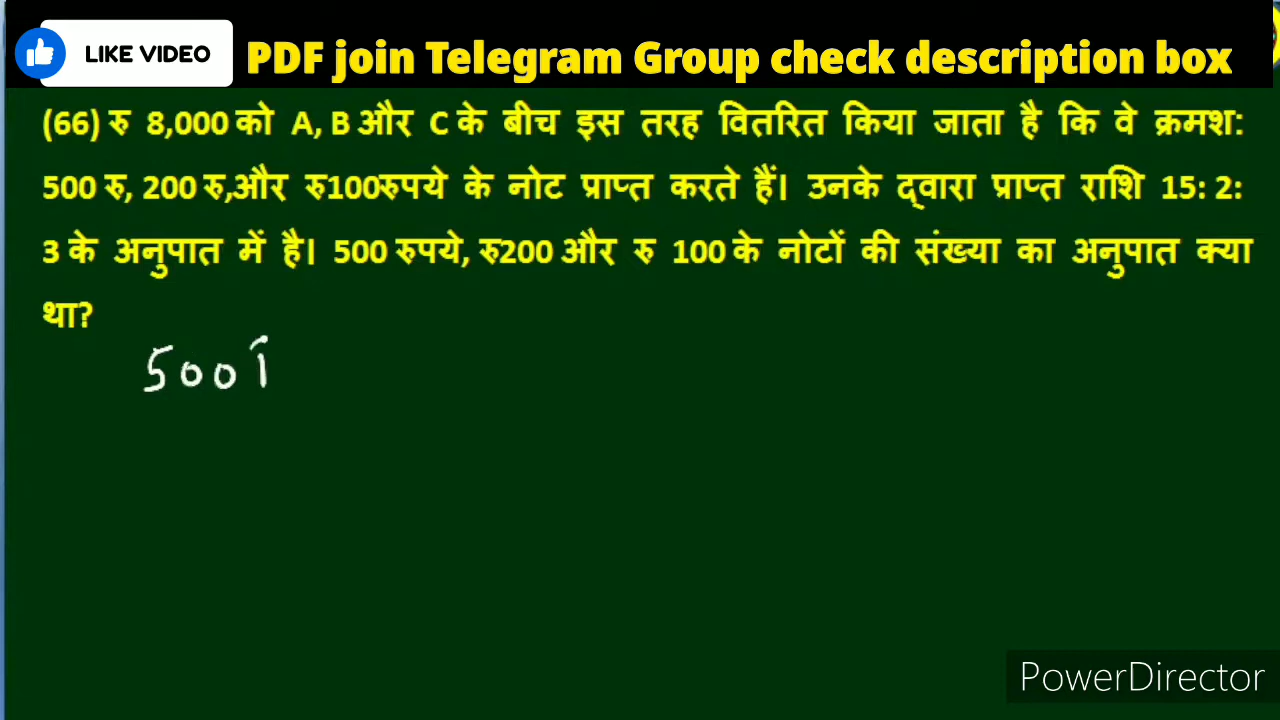 LIKE VIDEO PDF join Telegram Group check description box
(66) रु 8,000 को A, B और C के बीच इस तरह वितरित किया जाता है कि वे क्रमश:
500 रु, 200 रु,और रु100रुपये के नोट प्राप्त करते हैं। उनके द्वारा प्राप्त राशि 15: 2:
3 के अनुपात में है। 500 रुपये, रु200 और रु 100 के नोटों की संख्या का अनुपात क्या
था?
500
PowerDirector